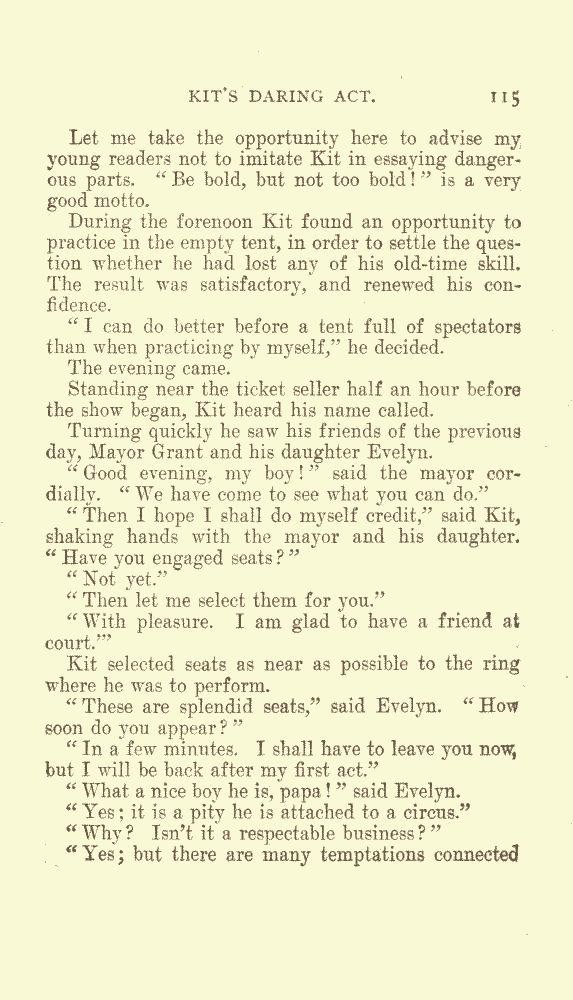 KIT'S DARING ACT. 115
Let me take the opportunity here to advise my
young readers not to imitate Kit in essaying danger-
ous parts. "Be bold, but not too bold!" is a very
good motto.
During the forenoon Kit found an opportunity to
practice in the empty tent, in order to settle the ques-
tion whether he had lost any of his old-time skill.
The result was satisfactory, and renewed his con-
fidence.
"I can do better before a tent full of spectators
than when practicing by myself," he decided.
The evening came.
Standing near the ticket seller half an hour before
the show began, Kit heard his name called.
Turning quickly he saw his friends of the previous
day, Mayor Grant and his daughter Evelyn.
"Good evening, my boy!" said the mayor cor-
dially. "We have come to see what you can do."
"Then I hope I shall do myself credit," said Kit,
shaking hands with the mayor and his daughter.
"Have you engaged seats?"
"Not yet."
"Then let me select them for you."
"With pleasure. I am glad to have a friend at
court.'"
Kit selected seats as near as possible to the ring
where he was to perform.
"These are splendid seats," said Evelyn. "How
soon do you appear?"
"In a few minutes. I shall have to leave you now,
but I will be back after my first act."
"What a nice boy he is, papa!" said Evelyn.
"Yes; it is a pity he is attached to a circus."
"Why? Isn't it a respectable business?"
"Yes; but there are many temptations connected